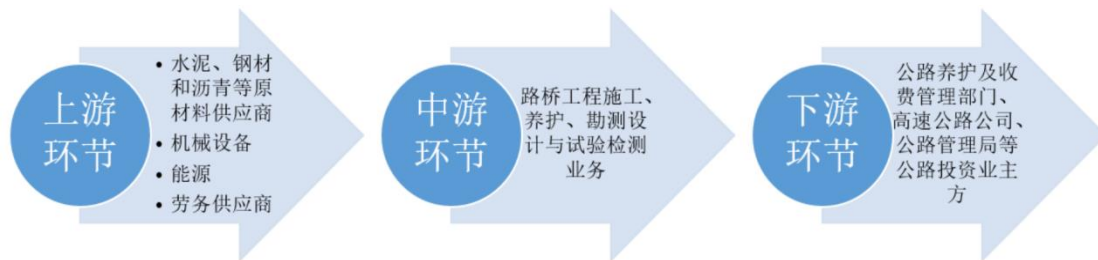 上游
环节
• 水泥、钢材
和沥青等原
材料供应商
• 机械设备
• 能源
• 劳务供应商
中游
环节
路桥工程施工、
养护、勘测设
计与试验检测
业务
下游
环节
公路养护及收
费管理部门、
高速公路公司、
公路管理局等
公路投资业主
方